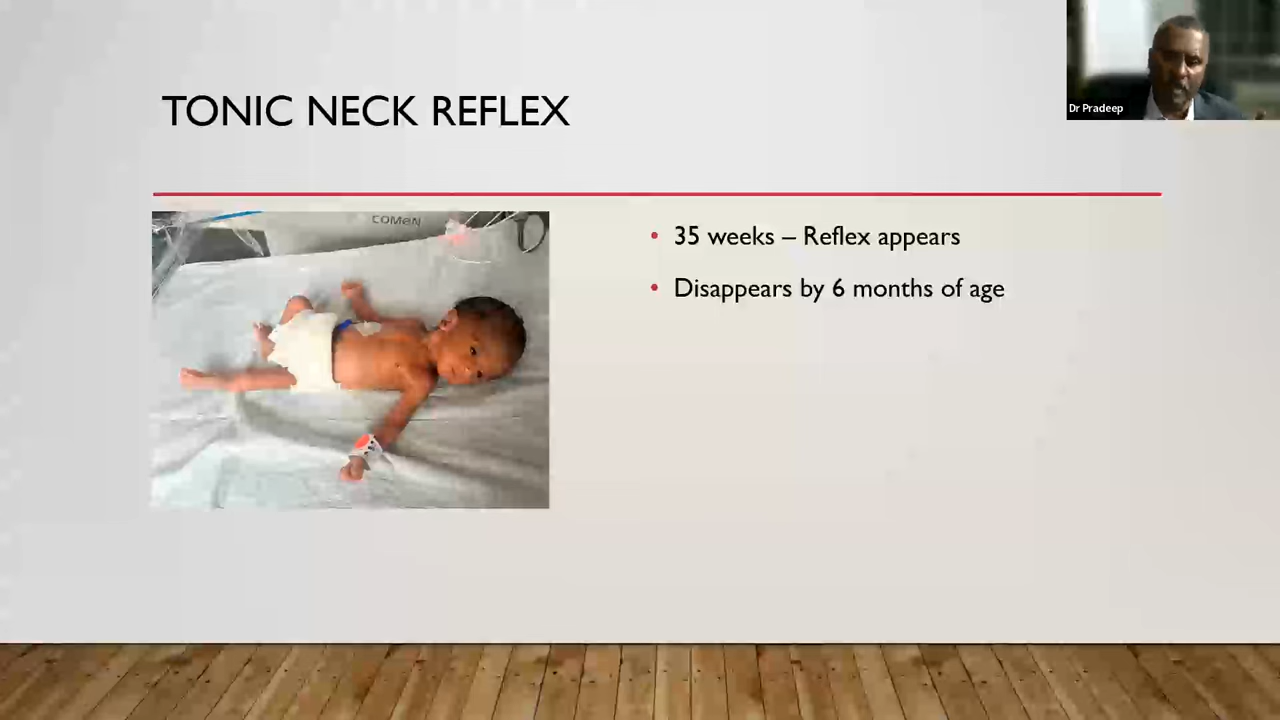 TONIC NECK REFLEX
Dr Pradeep
COMEN
• 35 weeks – Reflex appears
• Disappears by 6 months of age